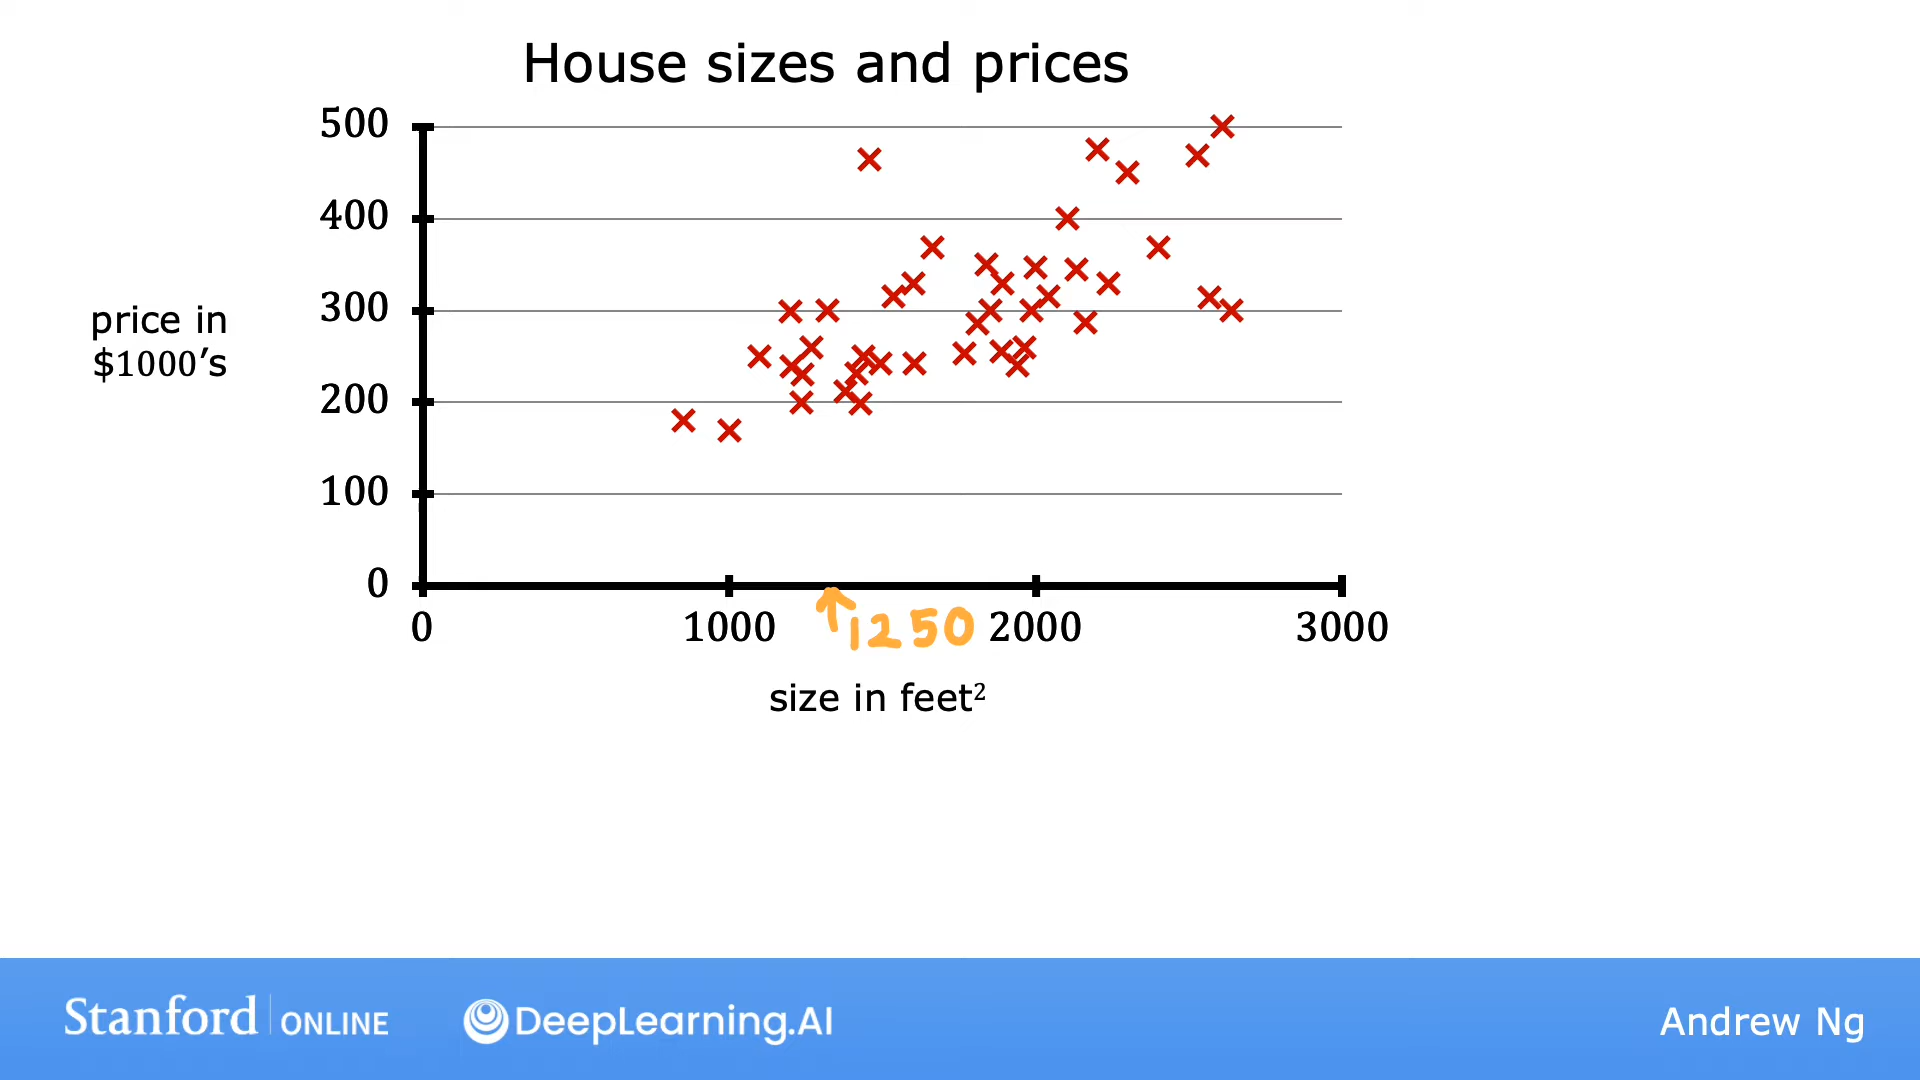 House sizes and prices
500
400
300
200
100
0
price in
$1000's
0 1000 2000 3000
1250
size in feet²
Stanford ONLINE DeepLearning.AI Andrew Ng